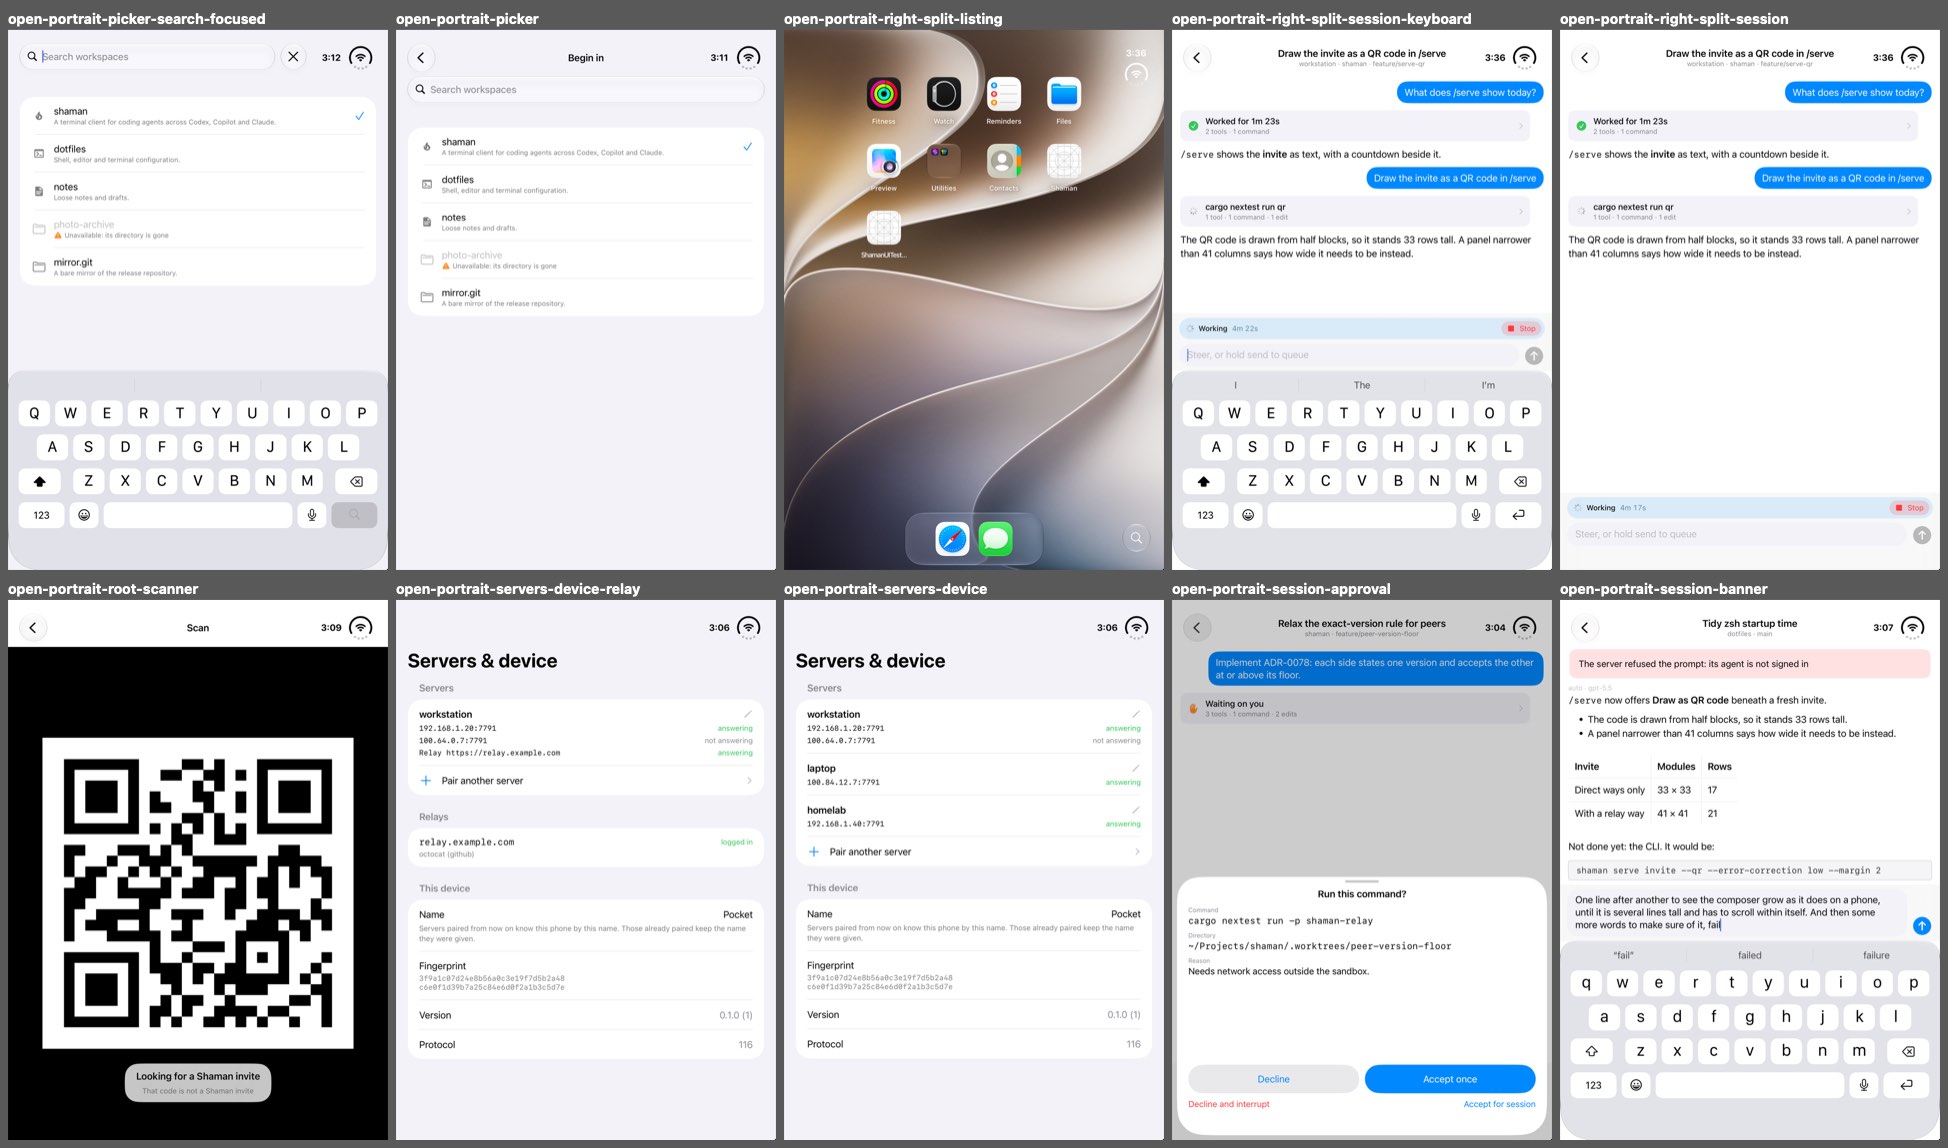 open-portrait-picker-search-focused
Search workspaces
3:12
shaman
A terminal client for coding agents across Codex, Copilot and Claude.
dotfiles
Shell, editor and terminal configuration.
notes
Loose notes and drafts.
photo-archive
Unavailable: its directory is gone
mirror.git
A bare mirror of the release repository.
Q W E R T Y U I O P
A S D F G H J K L
Z X C V B N M
123
open-portrait-picker
Begin in
3:11
Search workspaces
shaman
A terminal client for coding agents across Codex, Copilot and Claude.
dotfiles
Shell, editor and terminal configuration.
notes
Loose notes and drafts.
photo-archive
Unavailable: its directory is gone
mirror.git
A bare mirror of the release repository.
open-portrait-right-split-listing
3:36
Fitness Watch Reminders Files
Preview Utilities Contacts Shaman
ShamanUITest...
open-portrait-right-split-session-keyboard
Draw the invite as a QR code in /serve
workstation · shaman · feature/serve-qr
3:36
What does /serve show today?
Worked for 1m 23s
2 tools · 1 command
/serve shows the invite as text, with a countdown beside it.
Draw the invite as a QR code in /serve
cargo nextest run qr
1 tool · 1 command · 1 edit
The QR code is drawn from half blocks, so it stands 33 rows tall. A panel narrower
than 41 columns says how wide it needs to be instead.
Working 4m 22s
Stop
Steer, or hold send to queue
I The I'm
Q W E R T Y U I O P
A S D F G H J K L
Z X C V B N M
123
open-portrait-right-split-session
Draw the invite as a QR code in /serve
workstation · shaman · feature/serve-qr
3:36
What does /serve show today?
Worked for 1m 23s
2 tools · 1 command
/serve shows the invite as text, with a countdown beside it.
Draw the invite as a QR code in /serve
cargo nextest run qr
1 tool · 1 command · 1 edit
The QR code is drawn from half blocks, so it stands 33 rows tall. A panel narrower
than 41 columns says how wide it needs to be instead.
Working 4m 17s
Stop
Steer, or hold send to queue
open-portrait-root-scanner
Scan
3:09
Looking for a Shaman invite
That code is not a Shaman invite
open-portrait-servers-device-relay
3:06
Servers & device
Servers
workstation
192.168.1.20:7791 answering
100.64.0.7:7791 not answering
Relay https://relay.example.com answering
Pair another server
Relays
relay.example.com logged in
octocat (github)
This device
Name Pocket
Servers paired from now on know this phone by this name. Those already paired keep the name
they were given.
Fingerprint
3f9a1c07d24e8b56a0c3e19f7d5b2a48
c6e0f1d39b7a25c84e6d0f2a1b3c5d7e
Version 0.1.0 (1)
Protocol 116
open-portrait-servers-device
3:06
Servers & device
Servers
workstation
192.168.1.20:7791 answering
100.64.0.7:7791 not answering
laptop
100.84.12.7:7791 answering
homelab
192.168.1.40:7791 answering
Pair another server
This device
Name Pocket
Servers paired from now on know this phone by this name. Those already paired keep the name
they were given.
Fingerprint
3f9a1c07d24e8b56a0c3e19f7d5b2a48
c6e0f1d39b7a25c84e6d0f2a1b3c5d7e
Version 0.1.0 (1)
Protocol 116
open-portrait-session-approval
Relax the exact-version rule for peers
shaman · feature/peer-version-floor
3:04
Implement ADR-0078: each side states one version and accepts the other
at or above its floor.
Waiting on you
3 tools · 1 command · 2 edits
Run this command?
Command
cargo nextest run -p shaman-relay
Directory
~/Projects/shaman/.worktrees/peer-version-floor
Reason
Needs network access outside the sandbox.
Decline
Accept once
Decline and interrupt
Accept for session
open-portrait-session-banner
Tidy zsh startup time
dotfiles · main
3:07
The server refused the prompt: its agent is not signed in
auto · gpt-5.5
/serve now offers Draw as QR code beneath a fresh invite.
• The code is drawn from half blocks, so it stands 33 rows tall.
• A panel narrower than 41 columns says how wide it needs to be instead.
Invite Modules Rows
Direct ways only 33 × 33 17
With a relay way 41 × 41 21
Not done yet: the CLI. It would be:
shaman serve invite --qr --error-correction low --margin 2
One line after another to see the composer grow as it does on a phone,
until it is several lines tall and has to scroll within itself. And then some
more words to make sure of it, fail
"fail" failed failure
q w e r t y u i o p
a s d f g h j k l
z x c v b n m
123